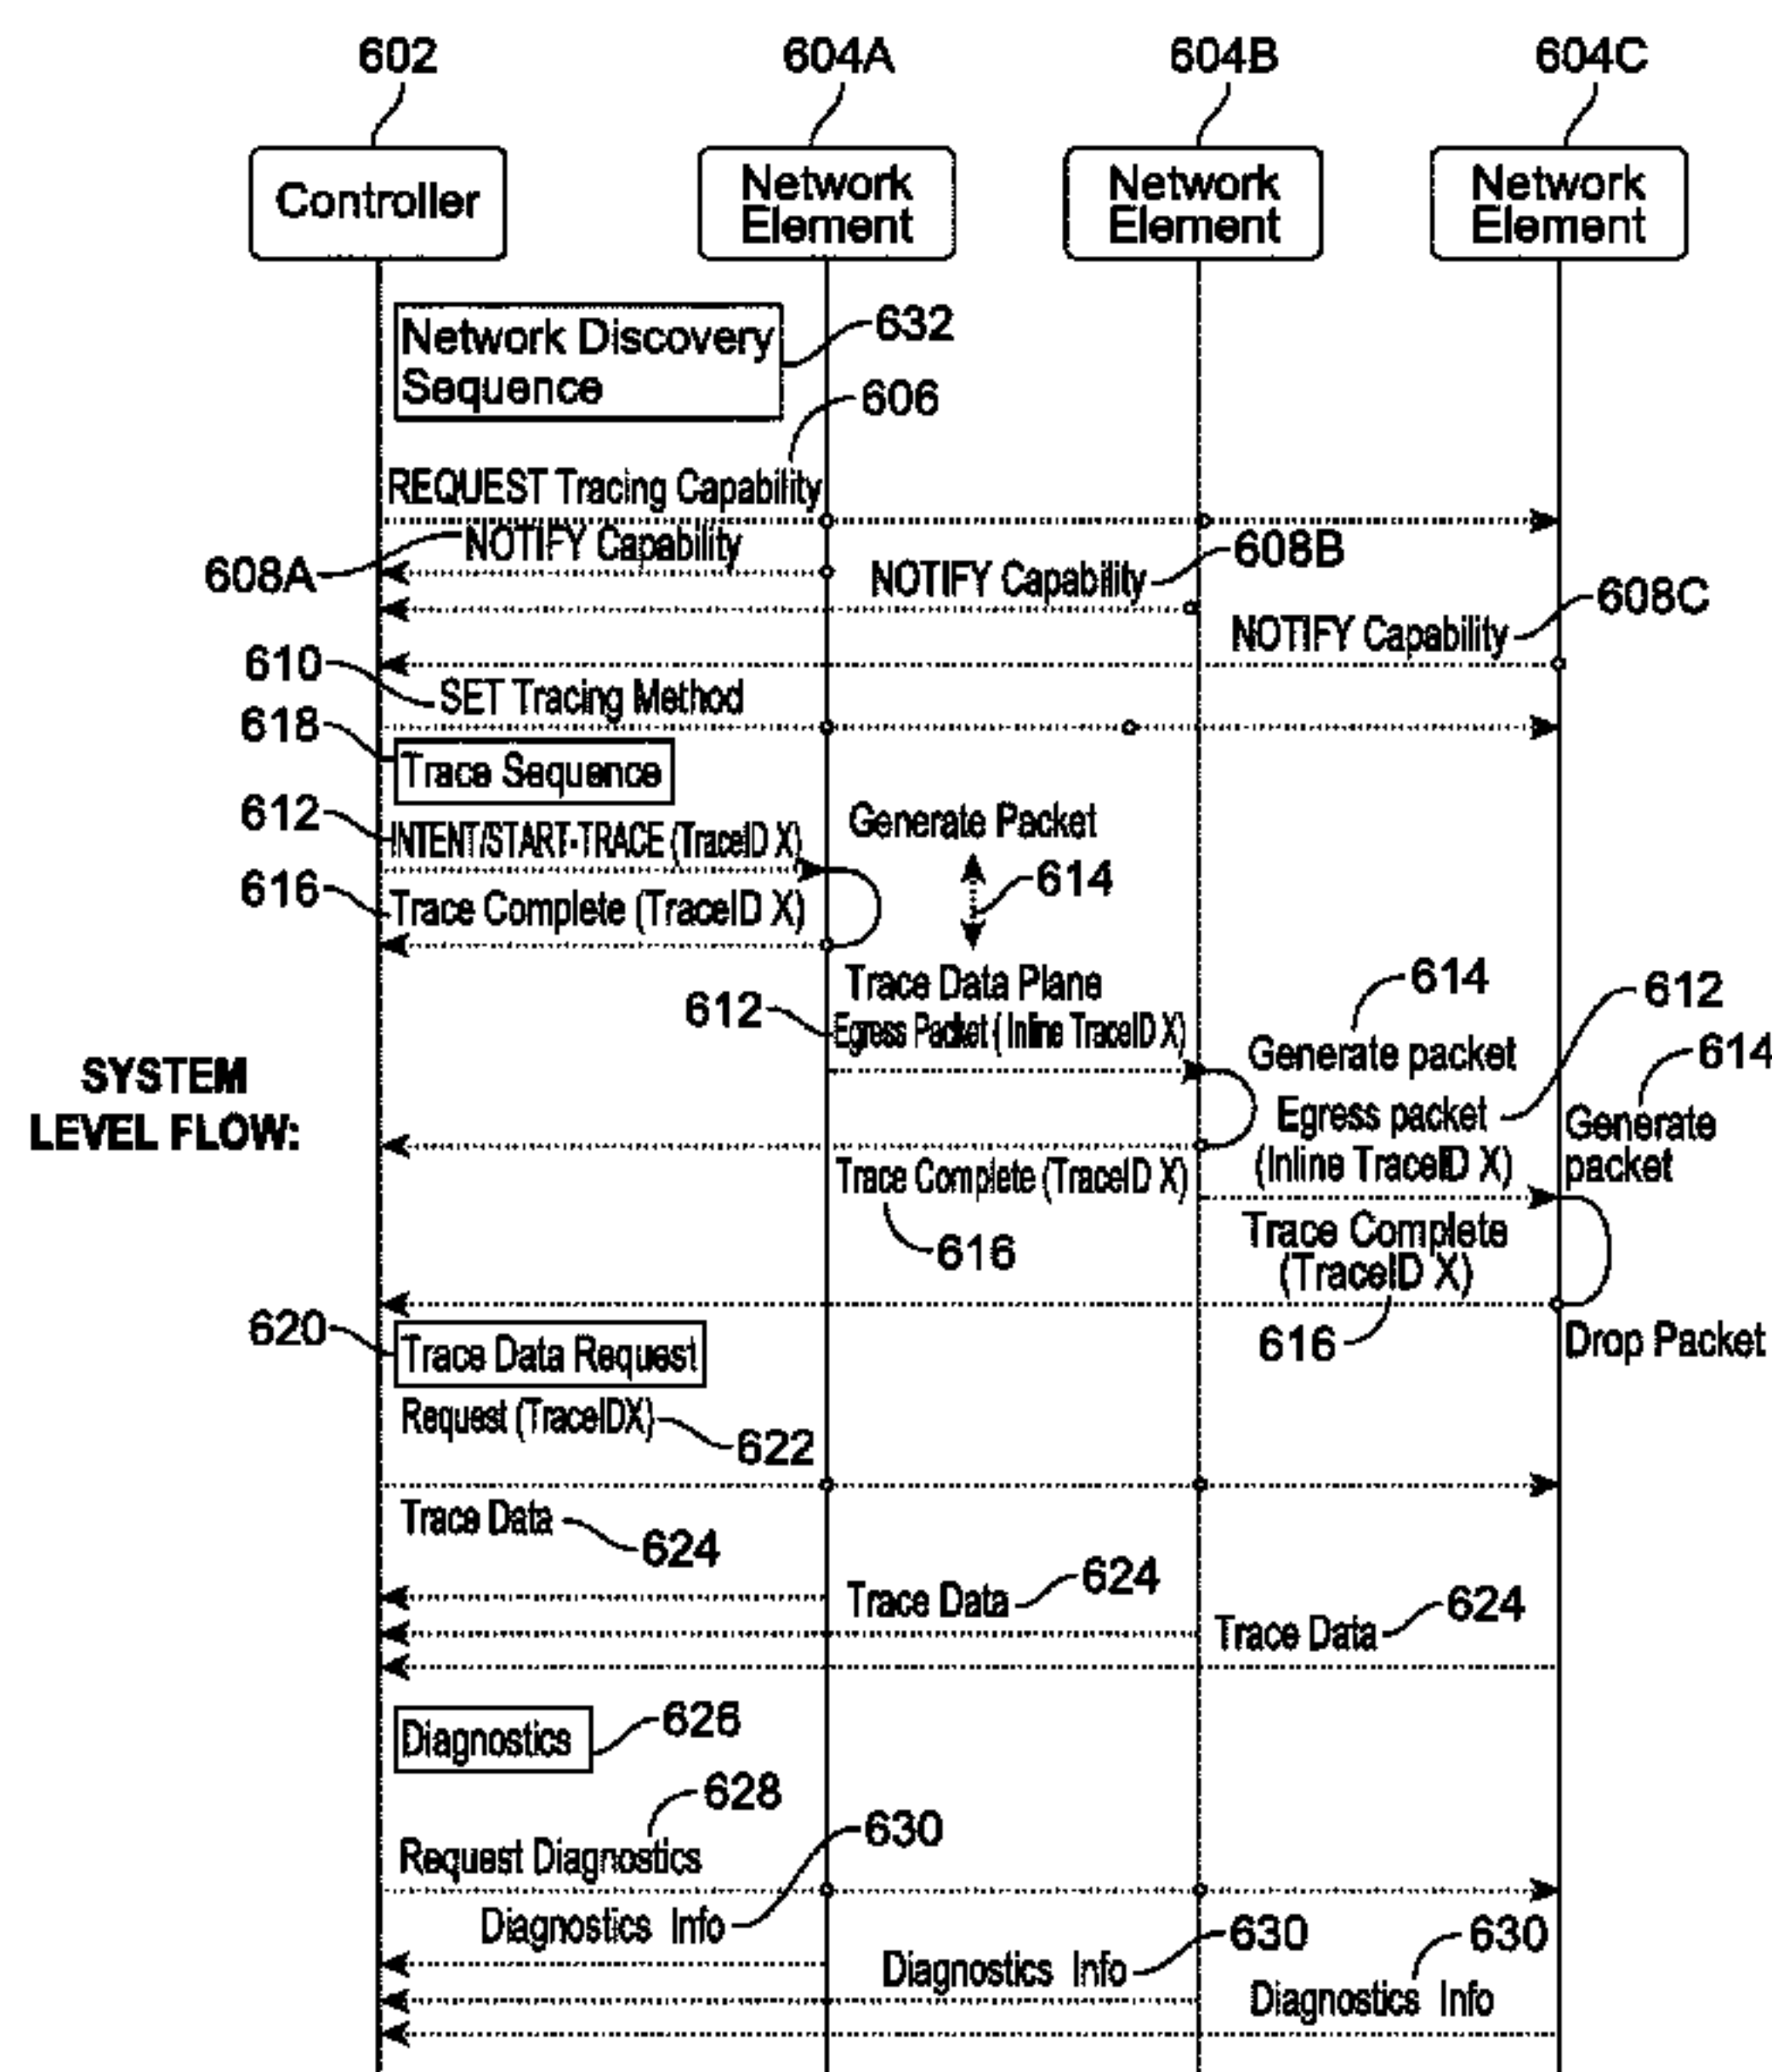 602
604A
604B
604C
Controller
Network
Element
Network
Element
Network
Element
Network Discovery
Sequence
632
606
REQUEST Tracing Capability
608A
NOTIFY Capability
608B
NOTIFY Capability
608C
NOTIFY Capability
610
SET Tracing Method
618
Trace Sequence
612
INTENT/START-TRACE (TraceID X)
Generate Packet
614
616
Trace Complete (TraceID X)
Trace Data Plane
612
Egress Packet ( Inline TraceID X)
614
612
Generate packet
614
SYSTEM
LEVEL FLOW:
Egress packet
(Inline TraceID X)
Generate
packet
Trace Complete (TraceID X)
616
Trace Complete
(TraceID X)
616
Drop Packet
620
Trace Data Request
Request (TraceIDX)
622
Trace Data
624
Trace Data
624
Trace Data
624
Diagnostics
626
628
Request Diagnostics
630
Diagnostics Info
630
Diagnostics Info
630
Diagnostics Info